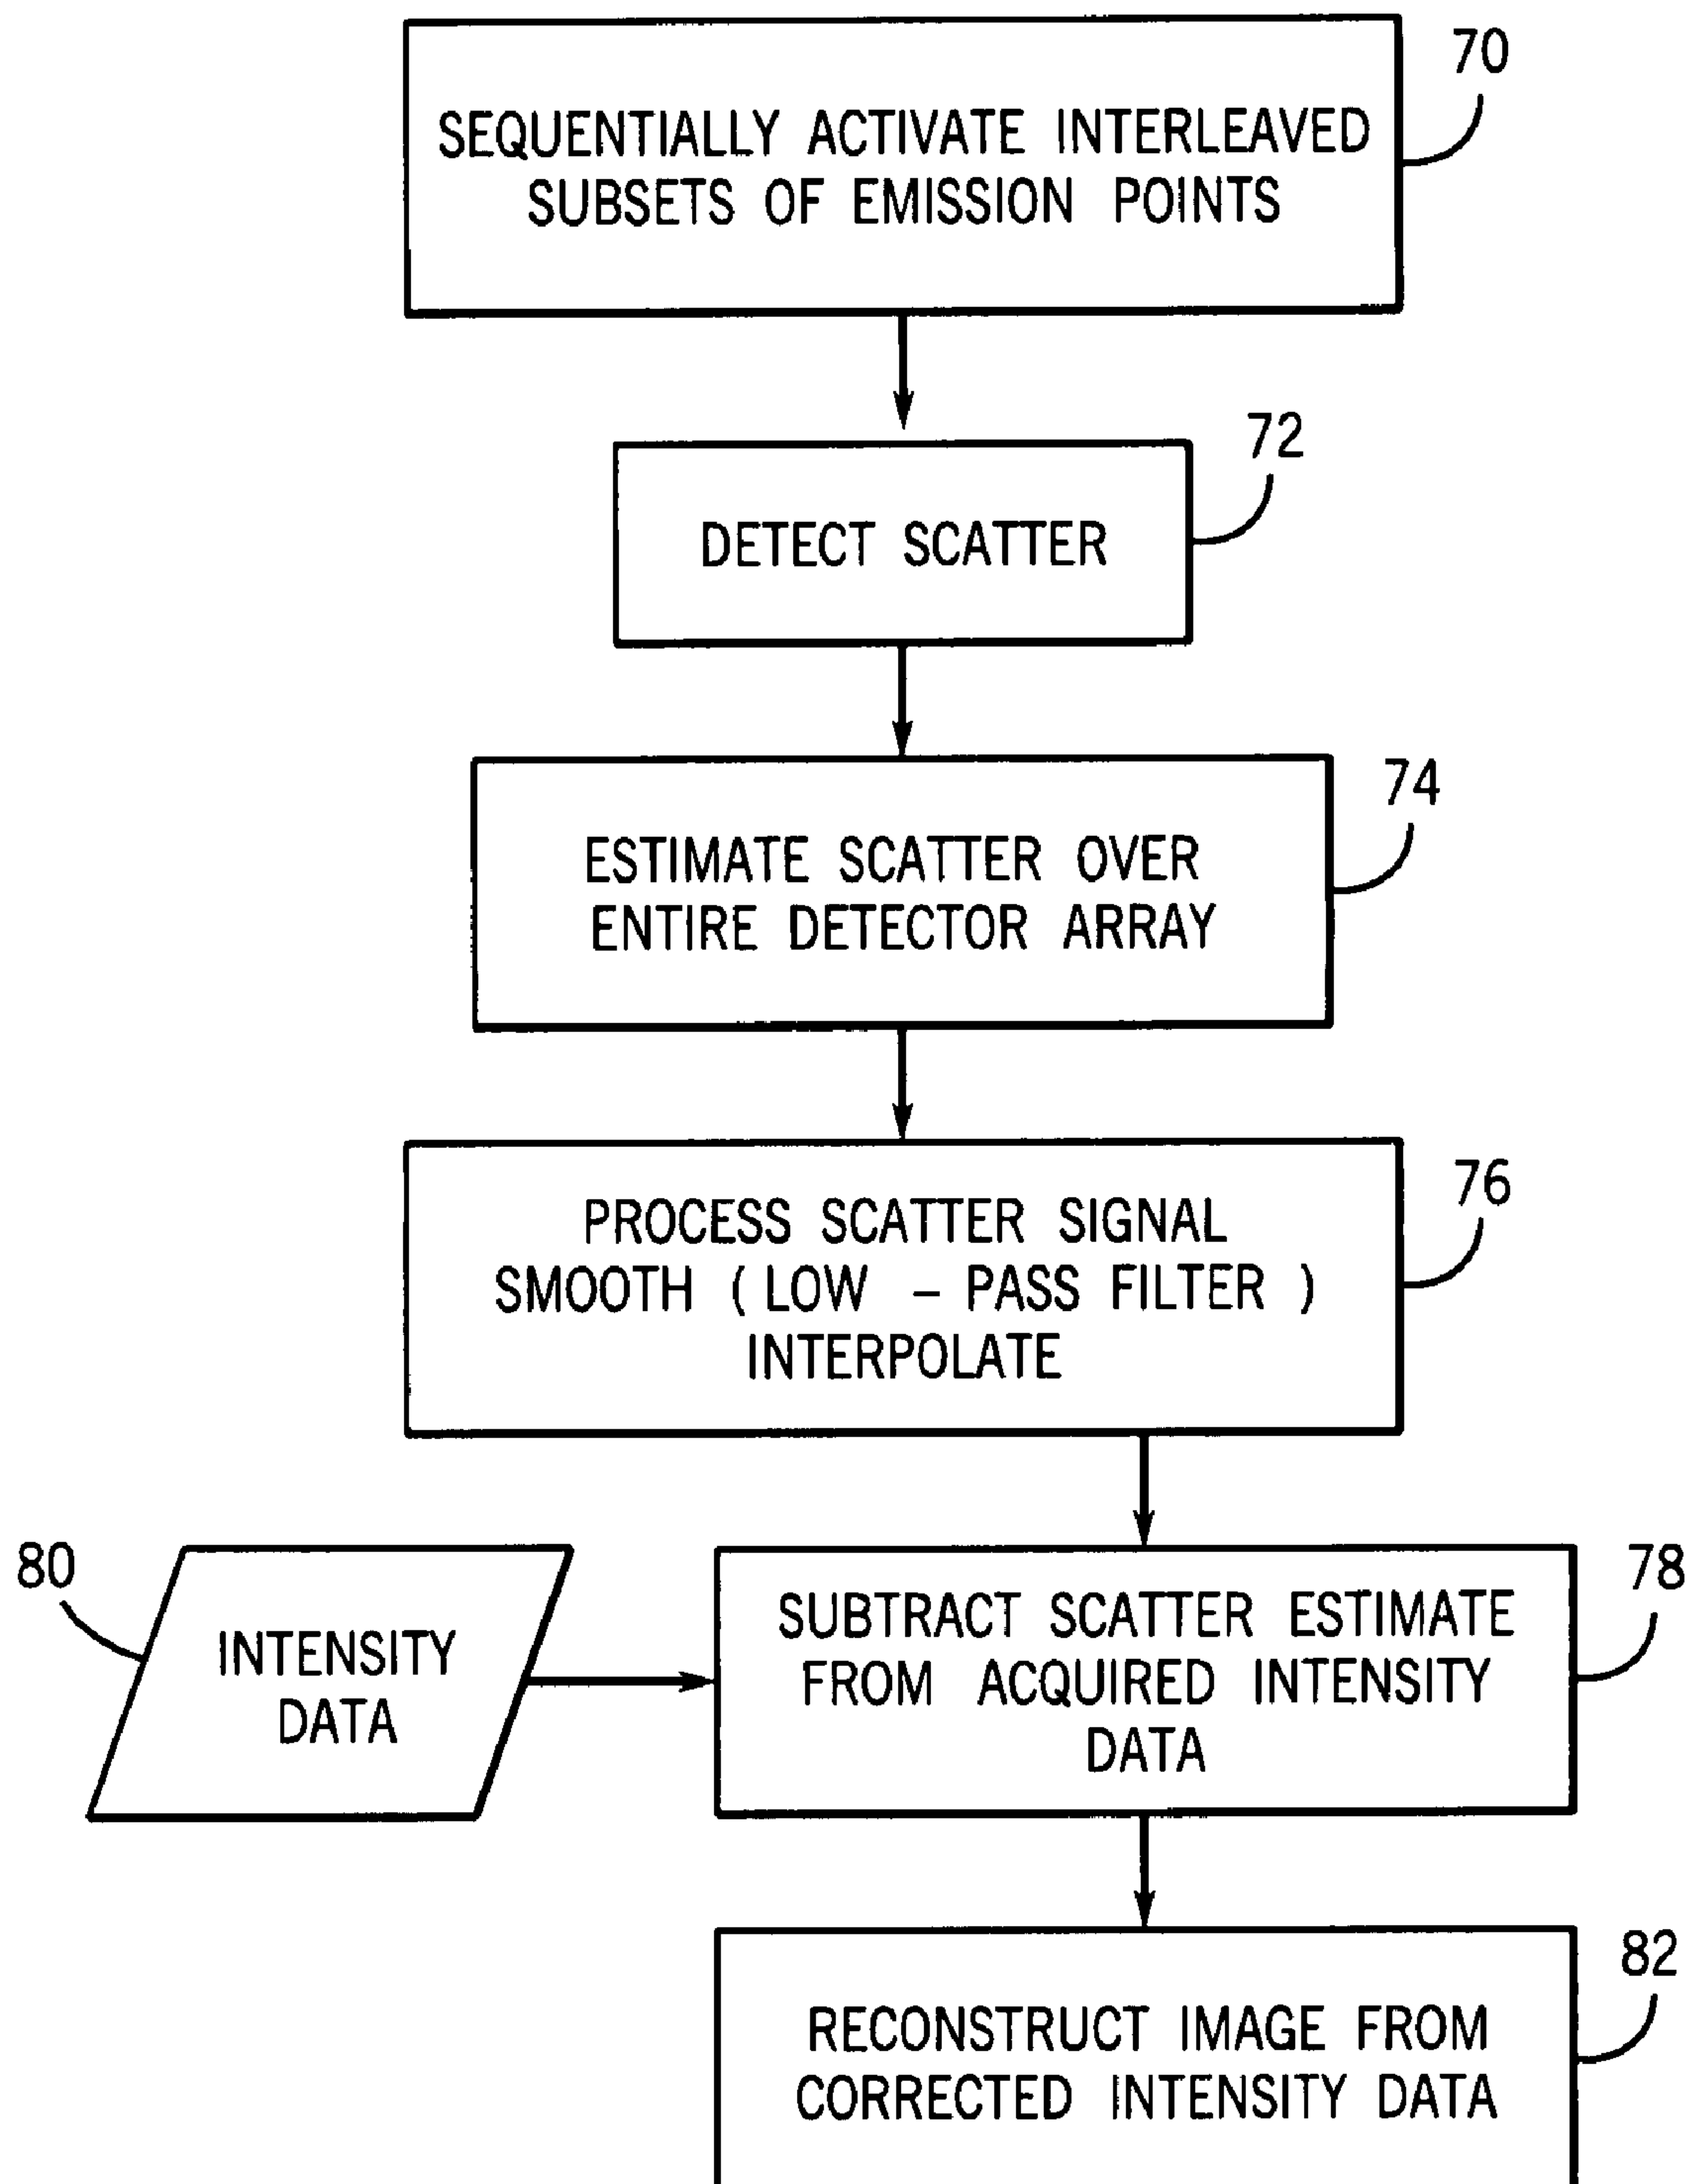 70
SEQUENTIALLY ACTIVATE INTERLEAVED
SUBSETS OF EMISSION POINTS
72
DETECT SCATTER
74
ESTIMATE SCATTER OVER
ENTIRE DETECTOR ARRAY
76
PROCESS SCATTER SIGNAL
SMOOTH ( LOW – PASS FILTER )
INTERPOLATE
80
INTENSITY
DATA
78
SUBTRACT SCATTER ESTIMATE
FROM ACQUIRED INTENSITY
DATA
82
RECONSTRUCT IMAGE FROM
CORRECTED INTENSITY DATA